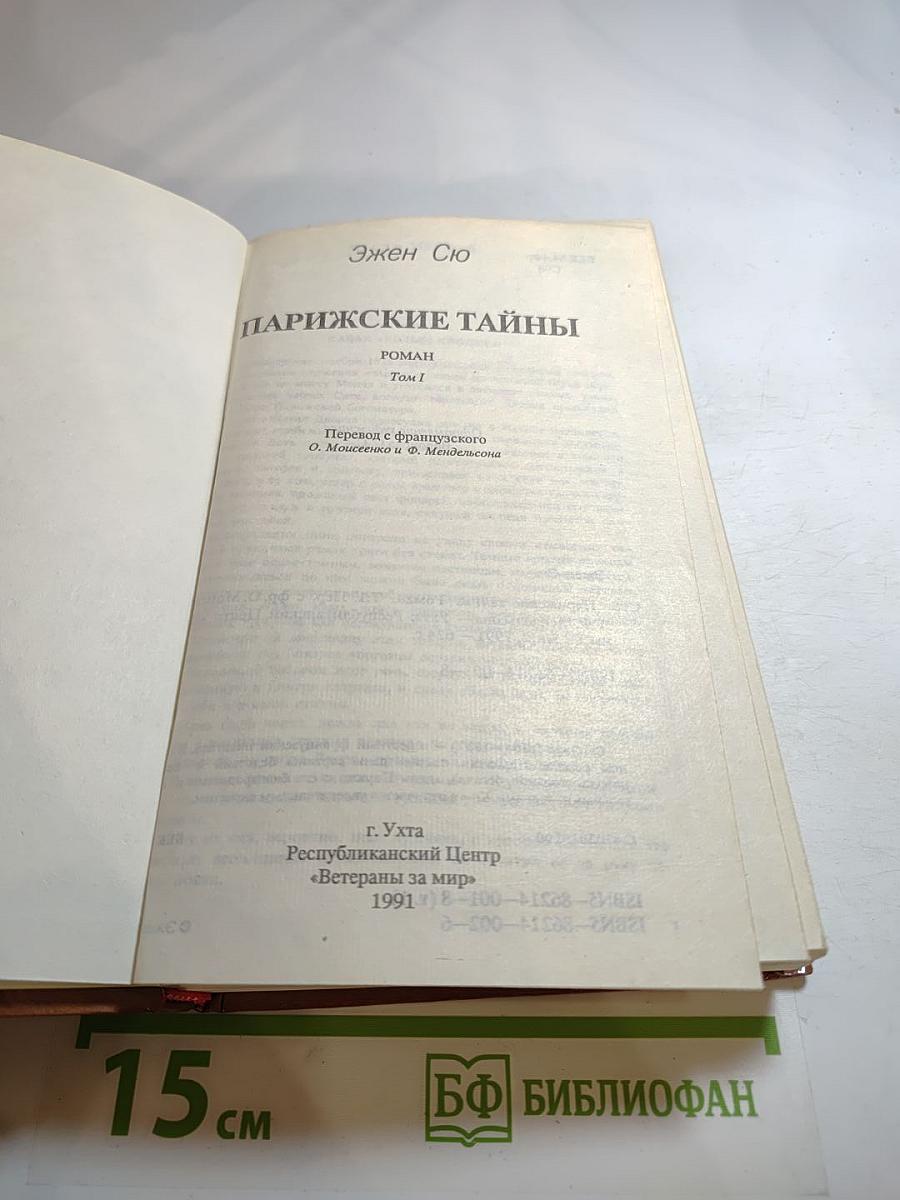 Эжен Сю
ПАРИЖСКИЕ ТАЙНЫ
РОМАН
Том I
Перевод с французского
О. Моисеенко и Ф. Мендельсона
г. Ухта
Республиканский Центр
«Ветераны за мир»
1991
15 см
БФ БИБЛИОФАН